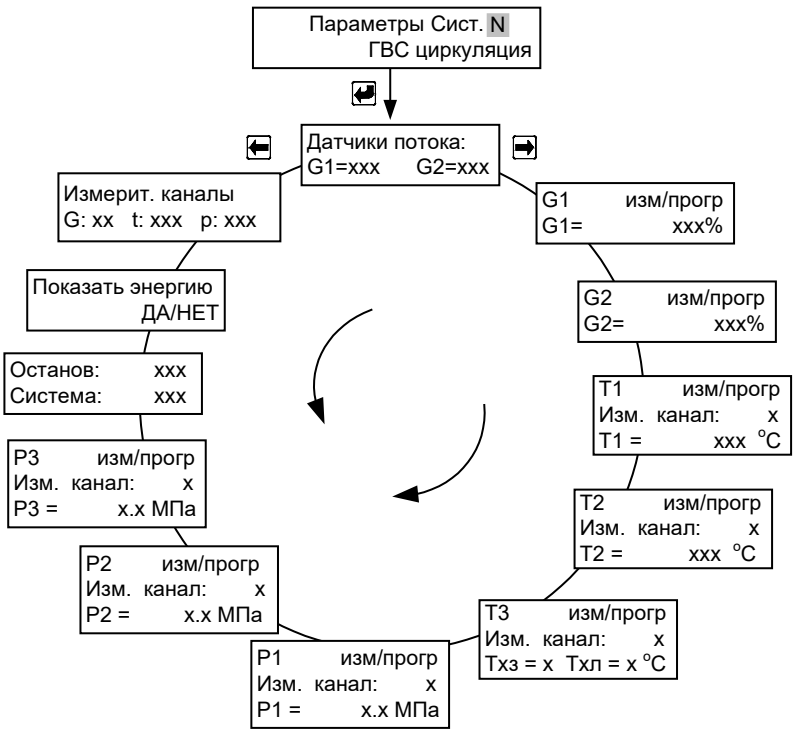 Параметры Сист. N
ГВС циркуляция
Датчики потока:
G1=xxx G2=xxx
G1 изм/прогр
G1= xxx%
G2 изм/прогр
G2= xxx%
T1 изм/прогр
Изм. канал: x
T1 = xxx °C
T2 изм/прогр
Изм. канал: x
T2 = xxx °C
T3 изм/прогр
Изм. канал: x
Тхз = x Тхл = x °C
P1 изм/прогр
Изм. канал: x
P1 = x.x МПа
P2 изм/прогр
Изм. канал: x
P2 = x.x МПа
P3 изм/прогр
Изм. канал: x
P3 = x.x МПа
Останов: xxx
Система: xxx
Показать энергию
ДА/НЕТ
Измерит. каналы
G: xx t: xxx p: xxx